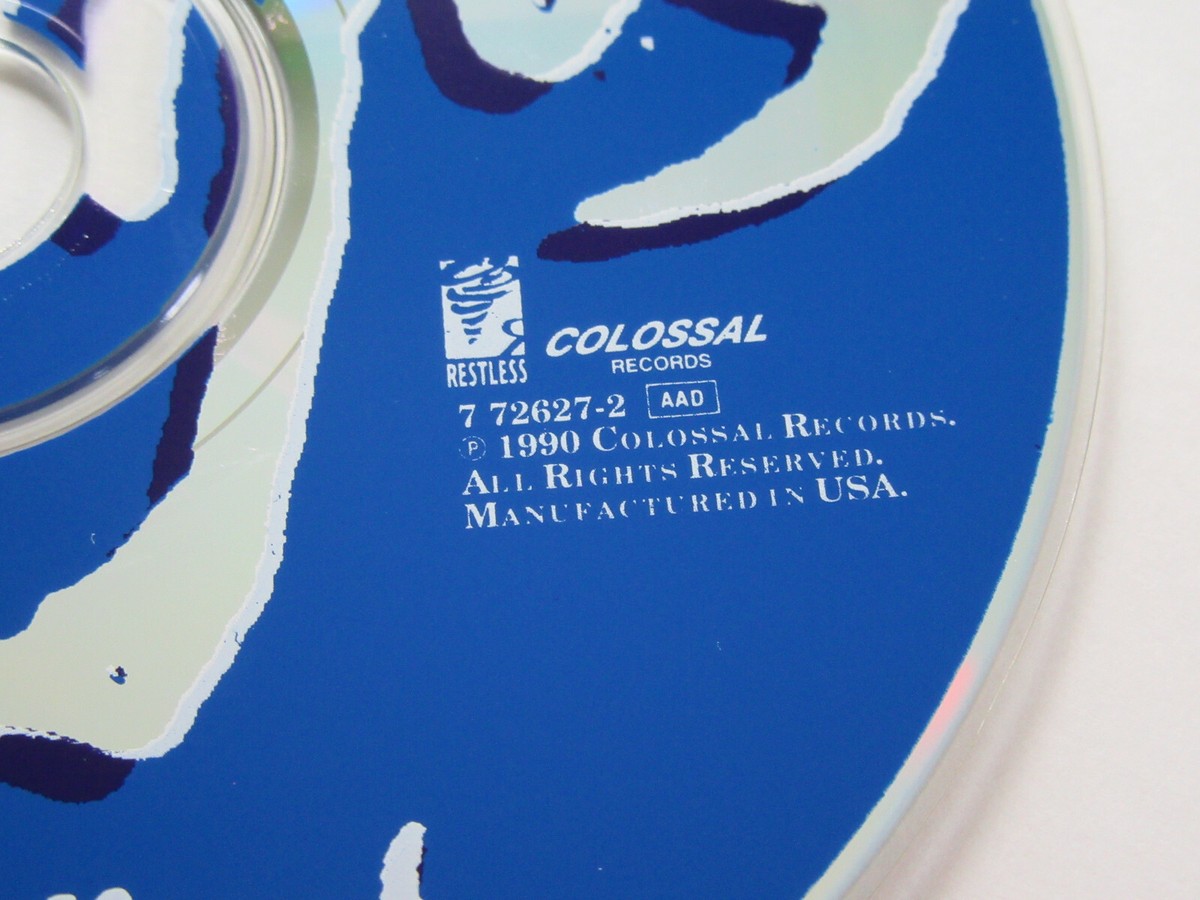 RESTLESS
COLOSSAL
RECORDS
7 72627-2 AAD
Ⓟ 1990 COLOSSAL RECORDS.
ALL RIGHTS RESERVED.
MANUFACTURED IN USA.